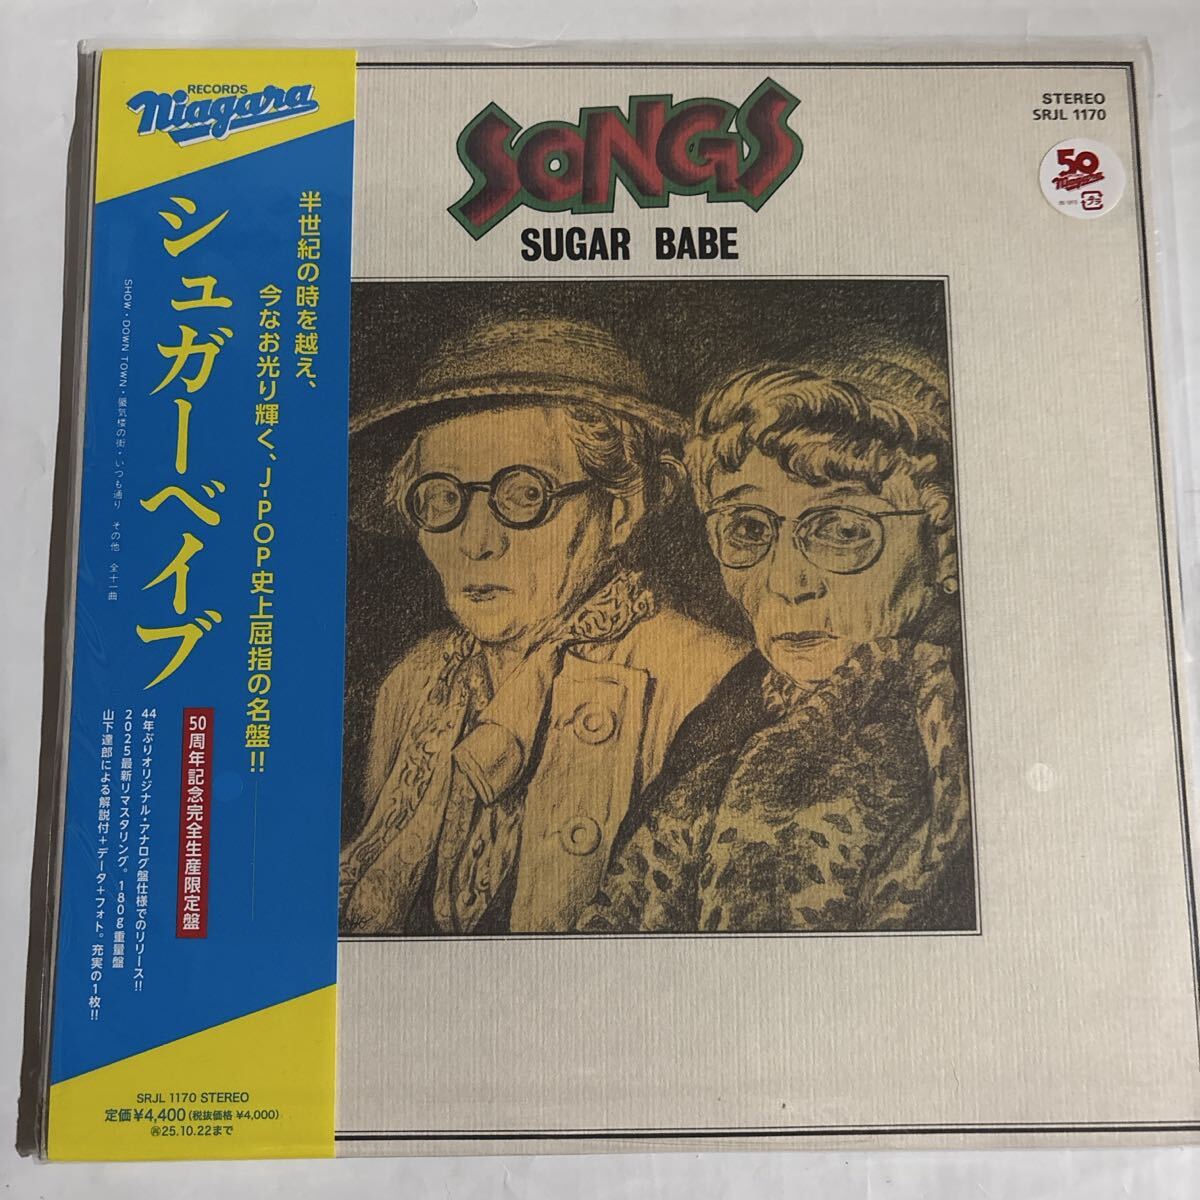 RECORDS
Niagara
シュガーベイブ
SHOW・DOWN TOWN・蜃気楼の街・いつも通り その他 全十一曲
半世紀の時を越え、
今なお光り輝く、J-POP史上屈指の名盤!!
50周年記念完全生産限定盤
44年ぶりオリジナル・アナログ盤仕様でのリリース!!
2025最新リマスタリング。180g重量盤
山下達郎による解説付+データ+フォト。充実の1枚!!
SRJL 1170 STEREO
定価¥4,400(税抜価格 ¥4,000)
㋾25.10.22まで
SONGS
SUGAR BABE
STEREO
SRJL 1170
50
Niagara
プラ